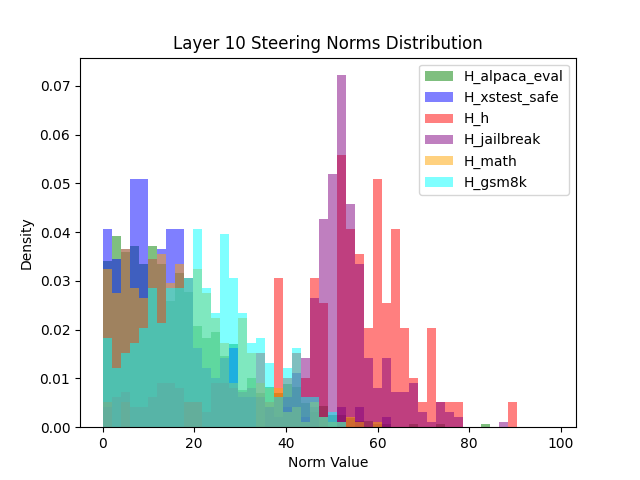 Layer 10 Steering Norms Distribution
H_alpaca_eval
H_xstest_safe
H_h
H_jailbreak
H_math
H_gsm8k
Density
0.07
0.06
0.05
0.04
0.03
0.02
0.01
0.00
0 20 40 60 80 100
Norm Value